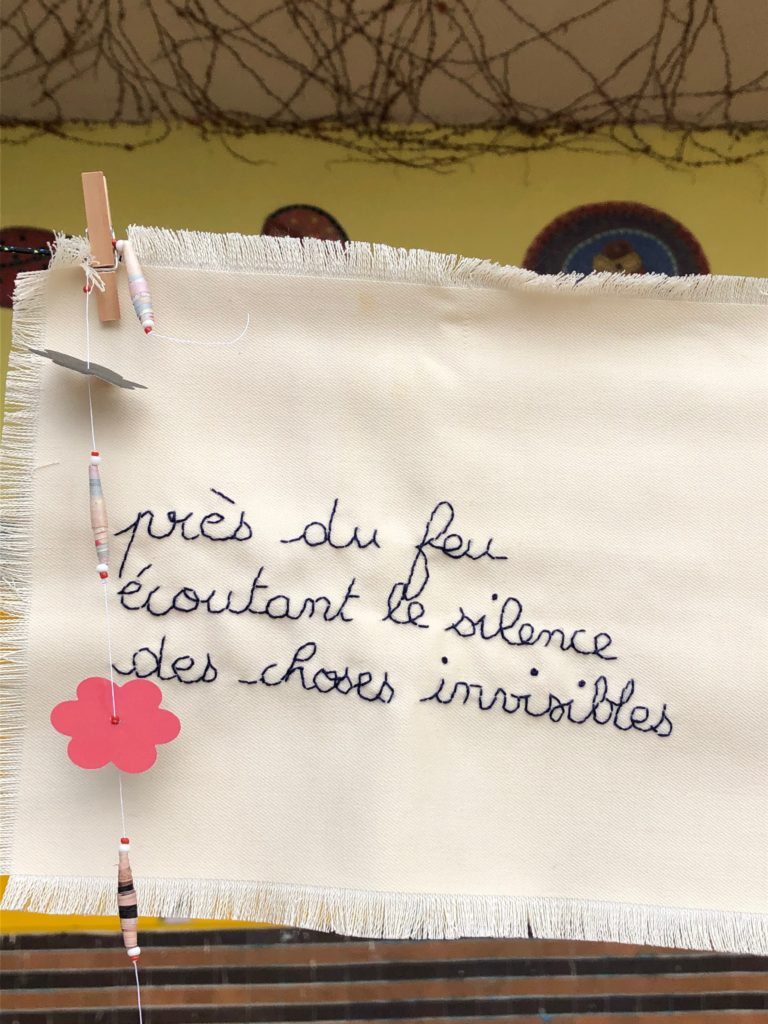 près du feu
écoutant le silence
des choses invisibles